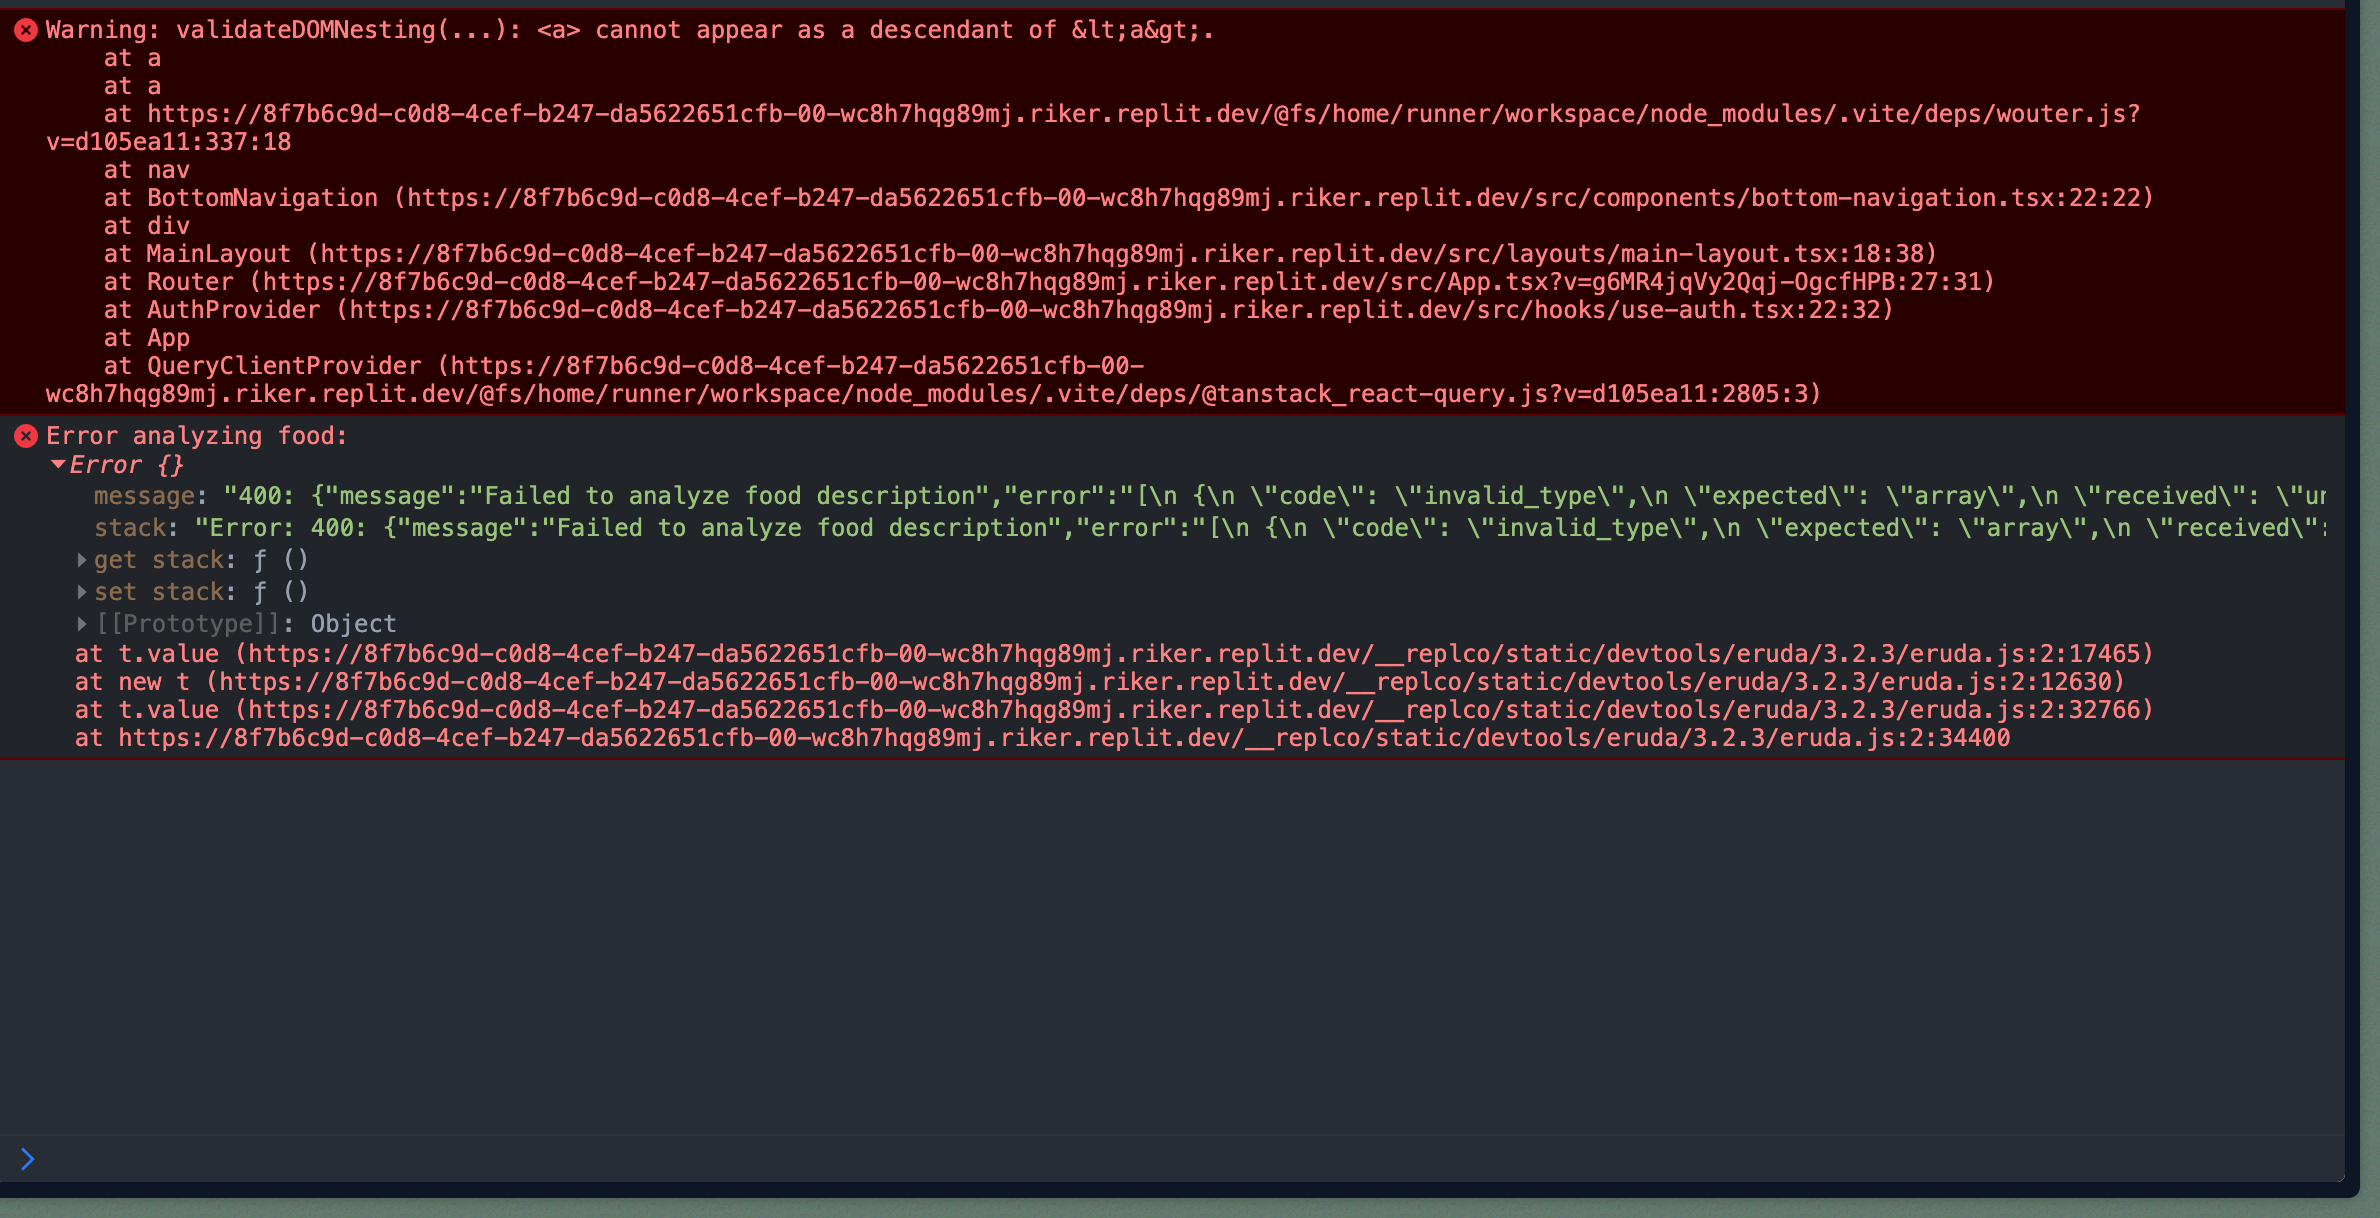 Warning: validateDOMNesting(...): <a> cannot appear as a descendant of &lt;a&gt;.
at a
at a
at https://8f7b6c9d-c0d8-4cef-b247-da5622651cfb-00-wc8h7hqg89mj.riker.replit.dev/@fs/home/runner/workspace/node_modules/.vite/deps/wouter.js?
v=d105ea11:337:18
at nav
at BottomNavigation (https://8f7b6c9d-c0d8-4cef-b247-da5622651cfb-00-wc8h7hqg89mj.riker.replit.dev/src/components/bottom-navigation.tsx:22:22)
at div
at MainLayout (https://8f7b6c9d-c0d8-4cef-b247-da5622651cfb-00-wc8h7hqg89mj.riker.replit.dev/src/layouts/main-layout.tsx:18:38)
at Router (https://8f7b6c9d-c0d8-4cef-b247-da5622651cfb-00-wc8h7hqg89mj.riker.replit.dev/src/App.tsx?v=g6MR4jqVy2Qqj-OgcfHPB:27:31)
at AuthProvider (https://8f7b6c9d-c0d8-4cef-b247-da5622651cfb-00-wc8h7hqg89mj.riker.replit.dev/src/hooks/use-auth.tsx:22:32)
at App
at QueryClientProvider (https://8f7b6c9d-c0d8-4cef-b247-da5622651cfb-00-
wc8h7hqg89mj.riker.replit.dev/@fs/home/runner/workspace/node_modules/.vite/deps/@tanstack_react-query.js?v=d105ea11:2805:3)
Error analyzing food:
Error {}
message: "400: {"message":"Failed to analyze food description","error":"[\n {\n \"code\": \"invalid_type\",\n \"expected\": \"array\",\n \"received\": \"un
stack: "Error: 400: {"message":"Failed to analyze food description","error":"[\n {\n \"code\": \"invalid_type\",\n \"expected\": \"array\",\n \"received\":
get stack: ƒ ()
set stack: ƒ ()
[[Prototype]]: Object
at t.value (https://8f7b6c9d-c0d8-4cef-b247-da5622651cfb-00-wc8h7hqg89mj.riker.replit.dev/__replco/static/devtools/eruda/3.2.3/eruda.js:2:17465)
at new t (https://8f7b6c9d-c0d8-4cef-b247-da5622651cfb-00-wc8h7hqg89mj.riker.replit.dev/__replco/static/devtools/eruda/3.2.3/eruda.js:2:12630)
at t.value (https://8f7b6c9d-c0d8-4cef-b247-da5622651cfb-00-wc8h7hqg89mj.riker.replit.dev/__replco/static/devtools/eruda/3.2.3/eruda.js:2:32766)
at https://8f7b6c9d-c0d8-4cef-b247-da5622651cfb-00-wc8h7hqg89mj.riker.replit.dev/__replco/static/devtools/eruda/3.2.3/eruda.js:2:34400